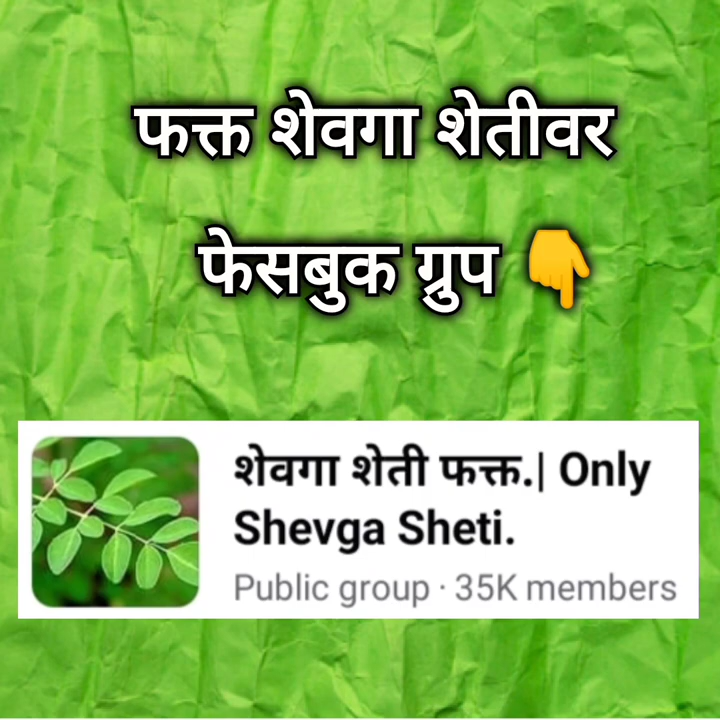 फक्त शेवगा शेतीवर
फेसबुक ग्रुप 👇
शेवगा शेती फक्त.| Only
Shevga Sheti.
Public group · 35K members